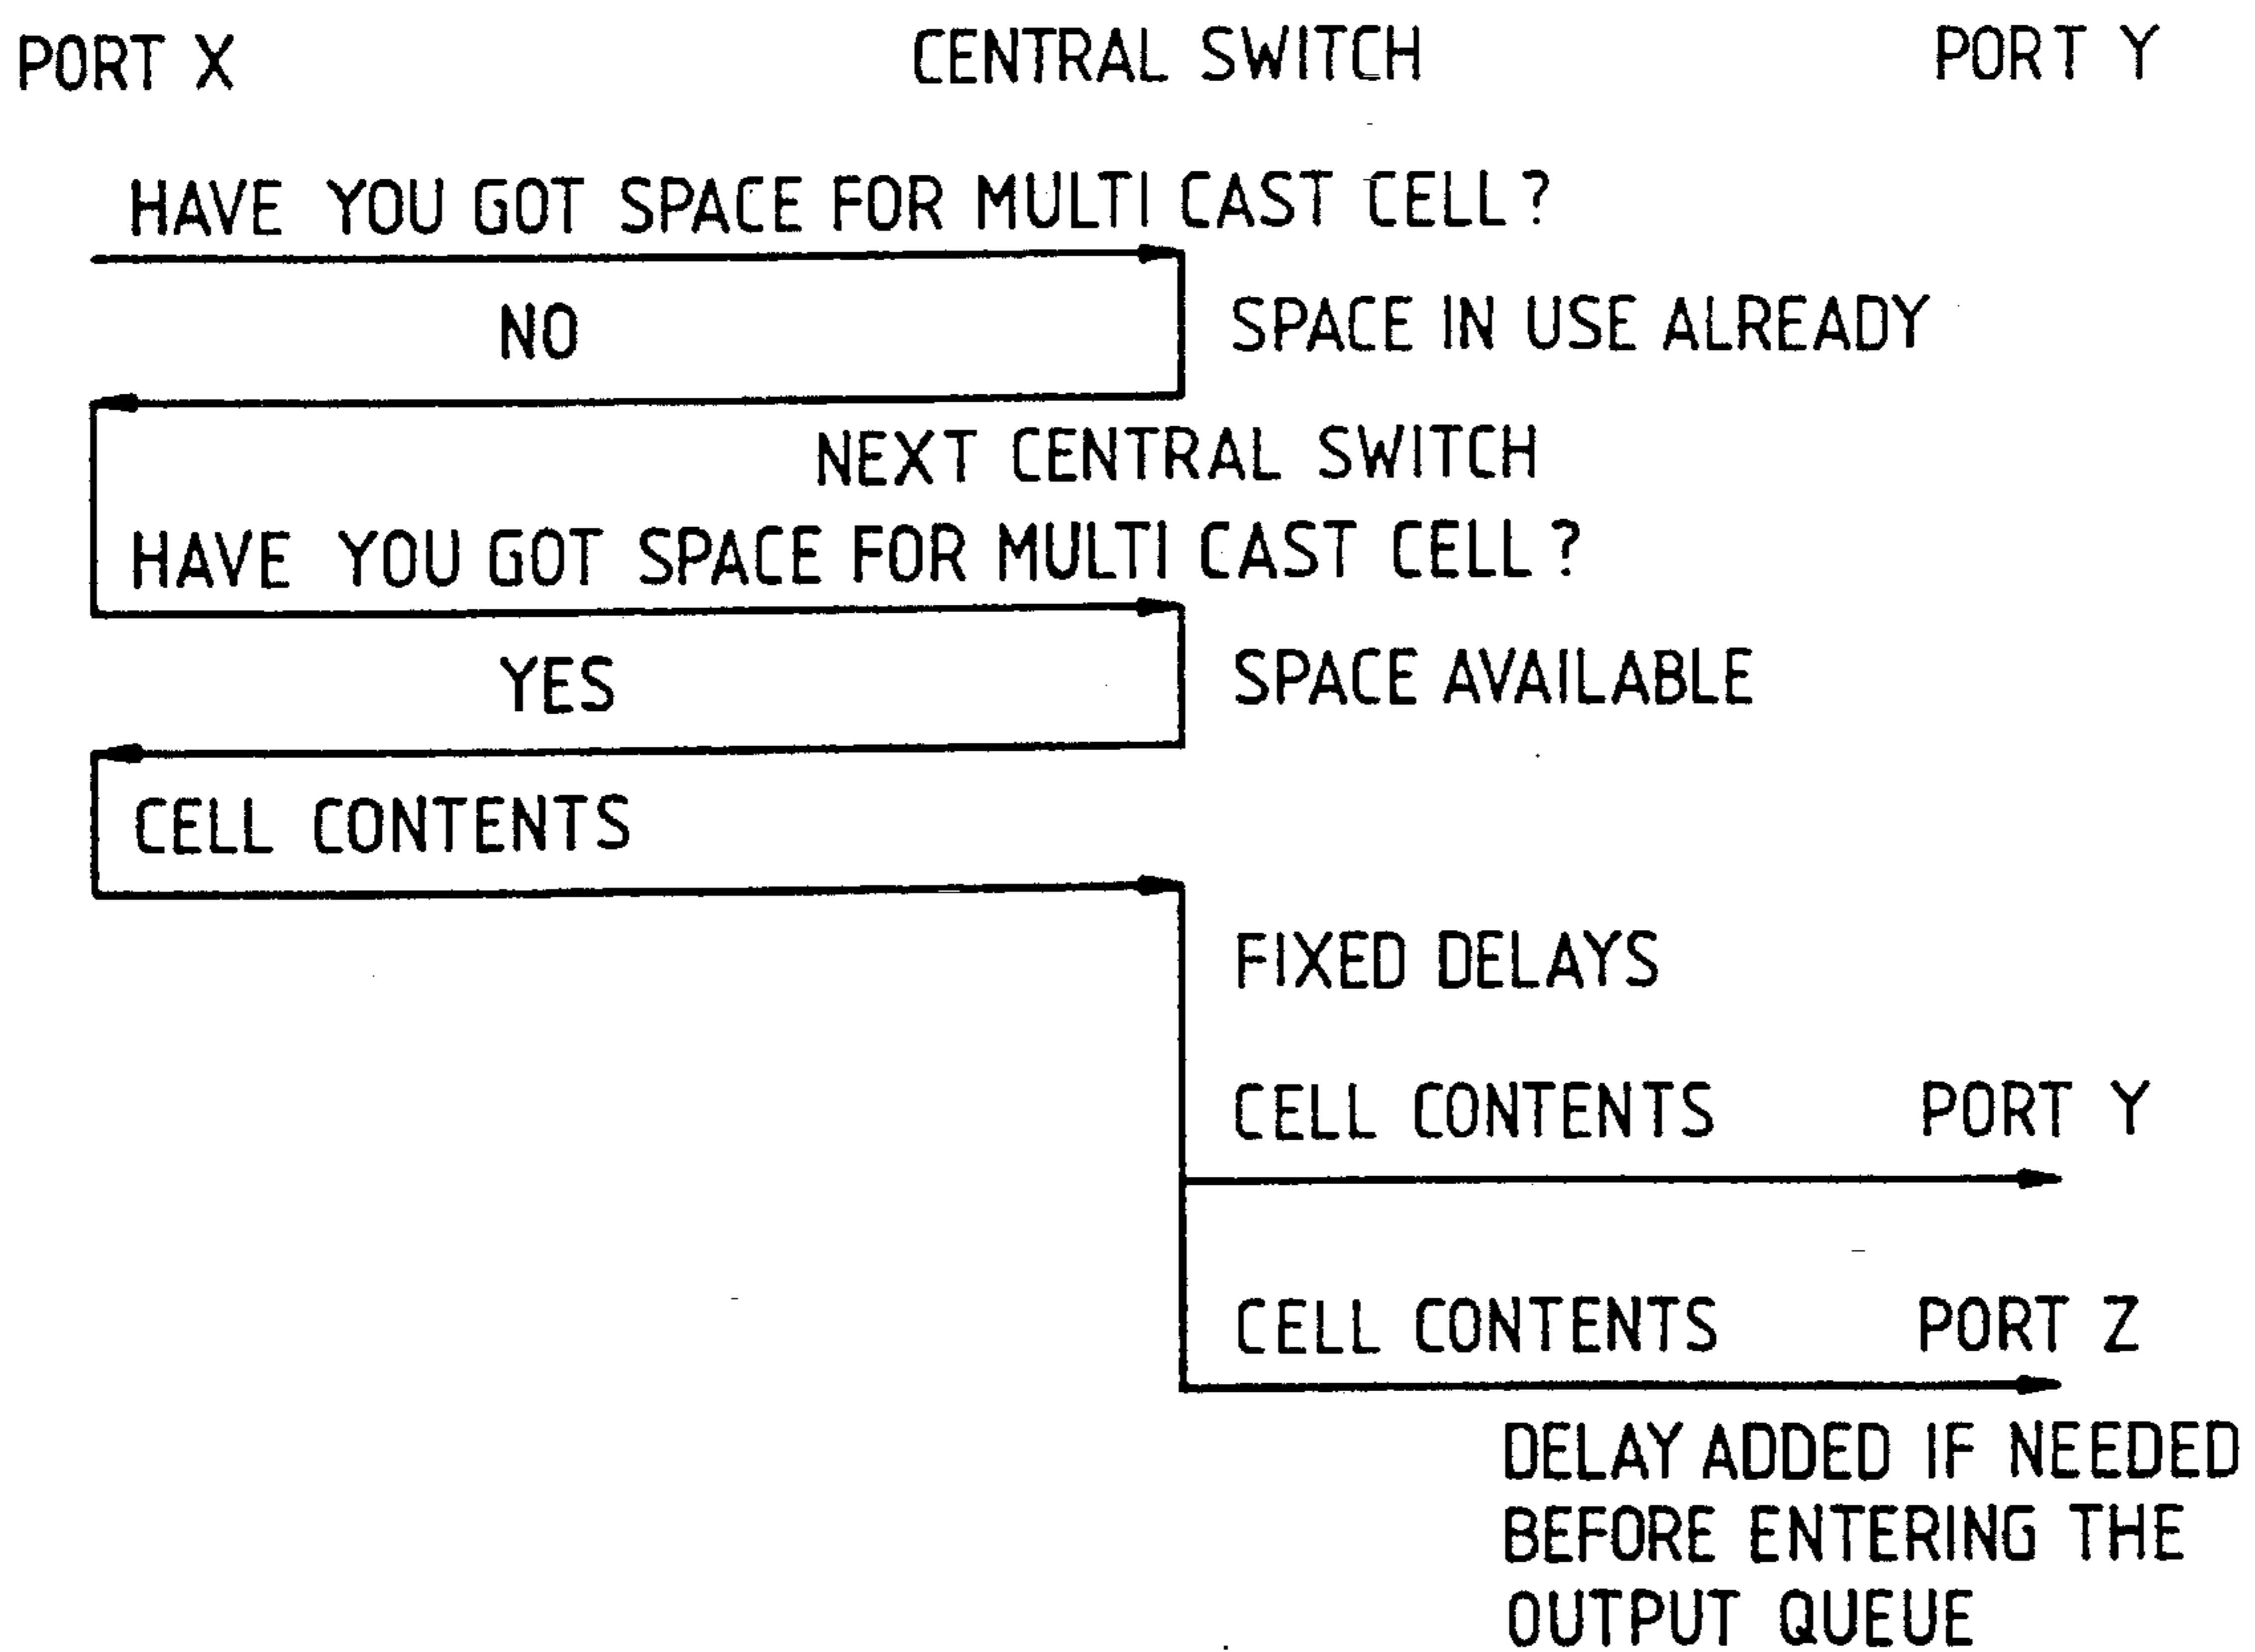 PORT X CENTRAL SWITCH PORT Y
HAVE YOU GOT SPACE FOR MULTI CAST CELL?
NO SPACE IN USE ALREADY
NEXT CENTRAL SWITCH
HAVE YOU GOT SPACE FOR MULTI CAST CELL?
YES SPACE AVAILABLE
CELL CONTENTS
FIXED DELAYS
CELL CONTENTS PORT Y
CELL CONTENTS PORT Z
DELAY ADDED IF NEEDED
BEFORE ENTERING THE
OUTPUT QUEUE